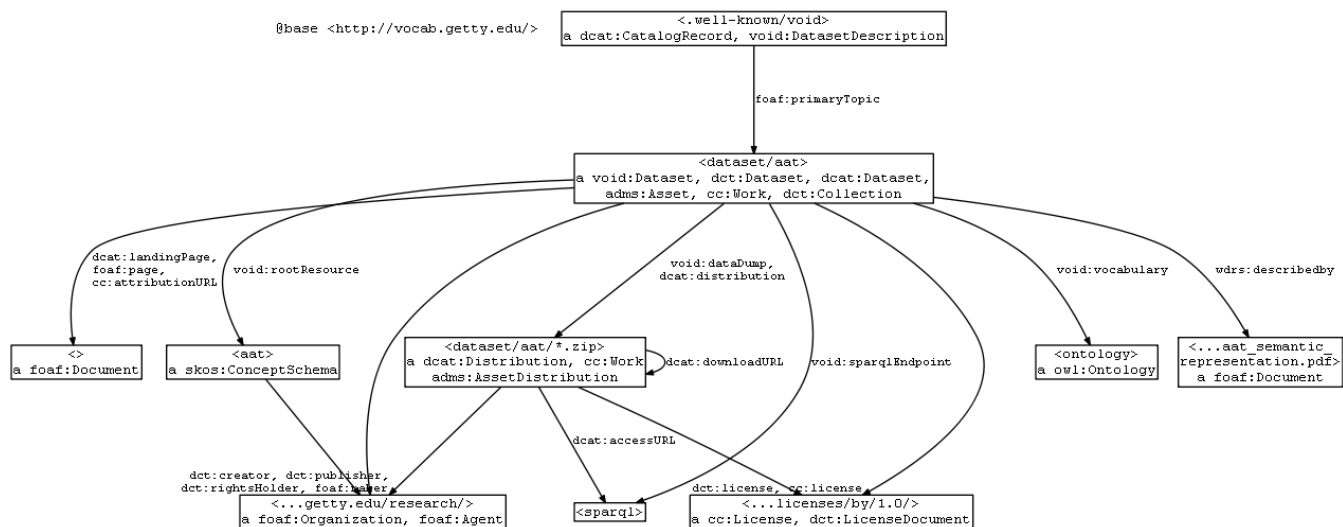 @base <http://vocab.getty.edu/>
<.well-known/void>
a dcat:CatalogRecord, void:DatasetDescription
foaf:primaryTopic
<dataset/aat>
a void:Dataset, dct:Dataset, dcat:Dataset,
adms:Asset, cc:Work, dct:Collection
dcat:landingPage,
foaf:page,
cc:attributionURL
void:rootResource
void:dataDump,
dcat:distribution
void:vocabulary
wdrs:describedby
<>
a foaf:Document
<aat>
a skos:ConceptSchema
<dataset/aat/*.zip>
a dcat:Distribution, cc:Work
adms:AssetDistribution
dcat:downloadURL
void:sparqlEndpoint
<ontology>
a owl:Ontology
<...aat_semantic_
representation.pdf>
a foaf:Document
dcat:accessURL
dct:creator, dct:publisher,
dct:rightsHolder, foaf:maker
dct:license, cc:license
<...getty.edu/research/>
a foaf:Organization, foaf:Agent
<sparql>
<...licenses/by/1.0/>
a cc:License, dct:LicenseDocument